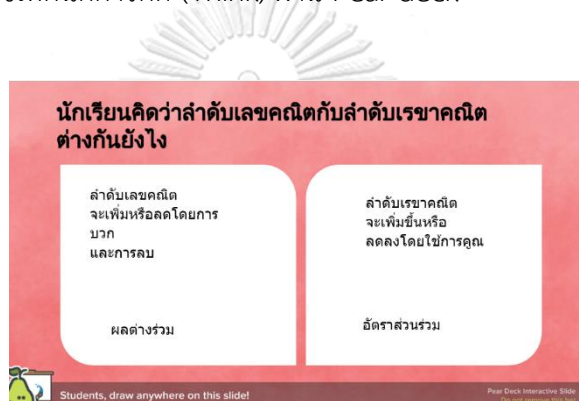 นักเรียนคิดว่าลำดับเลขคณิตกับลำดับเรขาคณิต
ต่างกันยังไง
ลำดับเลขคณิต
จะเพิ่มหรือลดโดยการ
บวก
และการลบ
ผลต่างร่วม
ลำดับเรขาคณิต
จะเพิ่มขึ้นหรือ
ลดลงโดยใช้การคูณ
อัตราส่วนร่วม
Students, draw anywhere on this slide!
Pear Deck Interactive Slide
Do not remove this bar